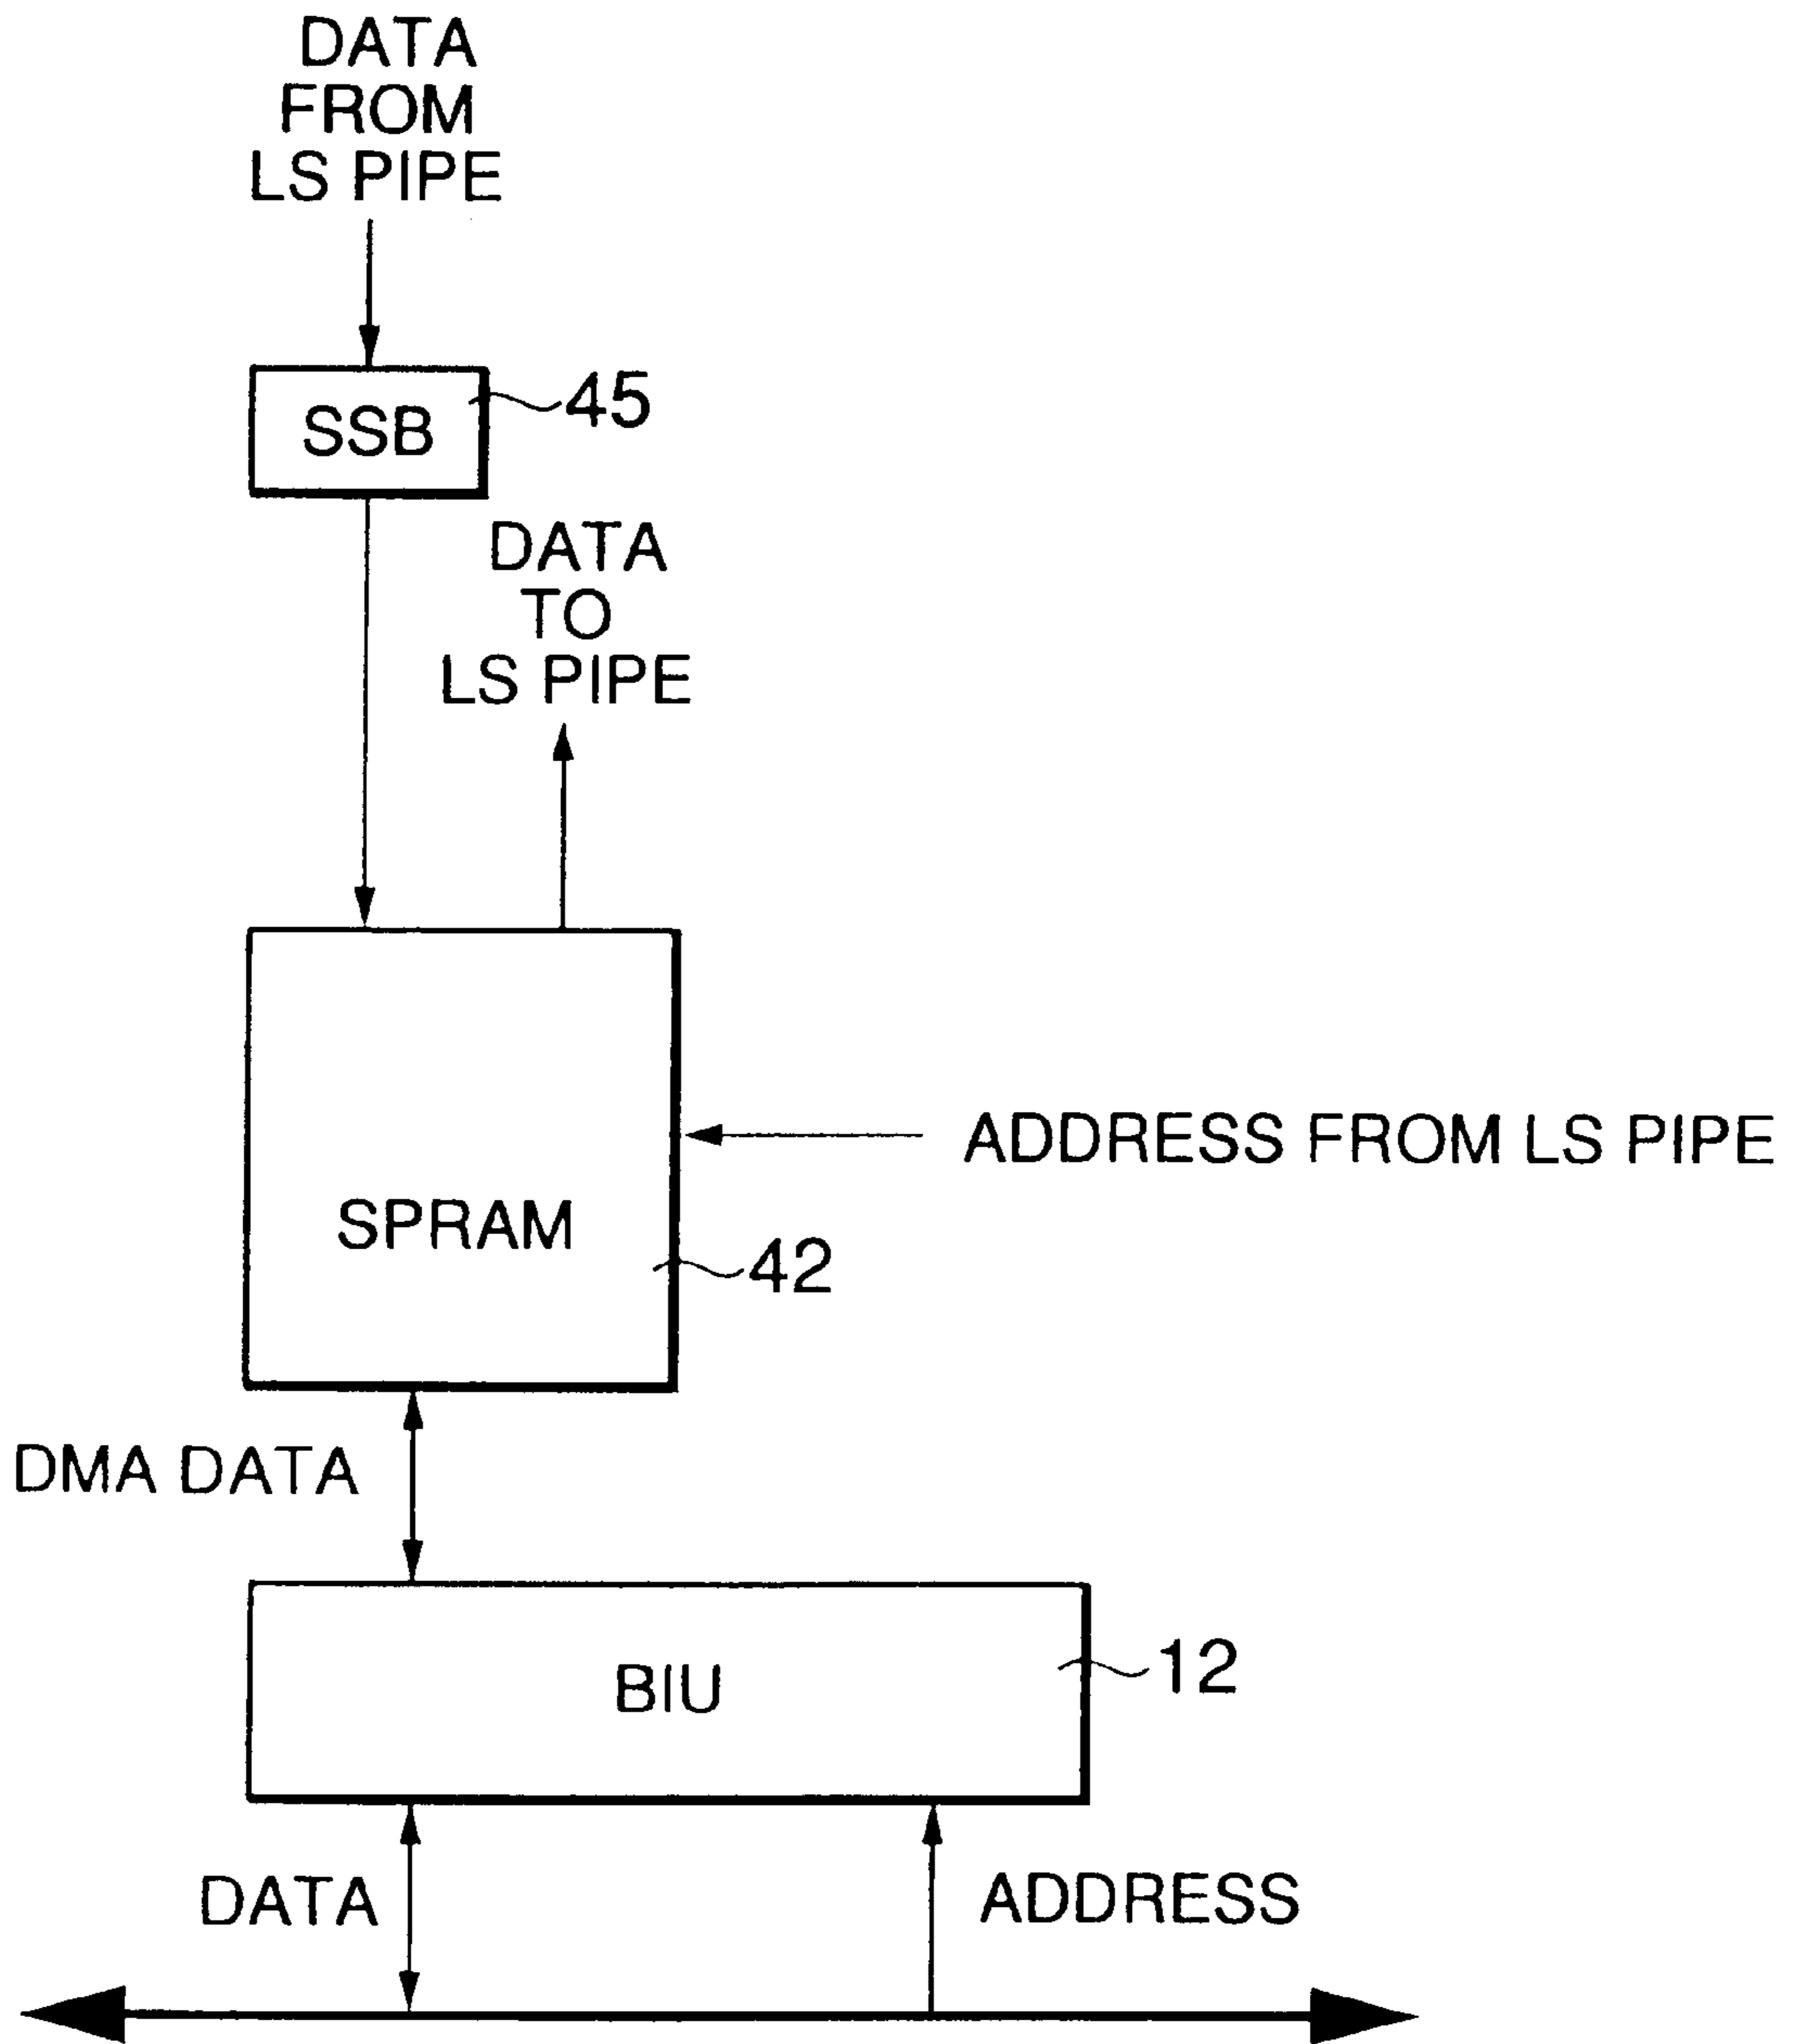 DATA
FROM
LS PIPE
SSB
45
DATA
TO
LS PIPE
ADDRESS FROM LS PIPE
SPRAM
42
DMA DATA
BIU
12
DATA
ADDRESS